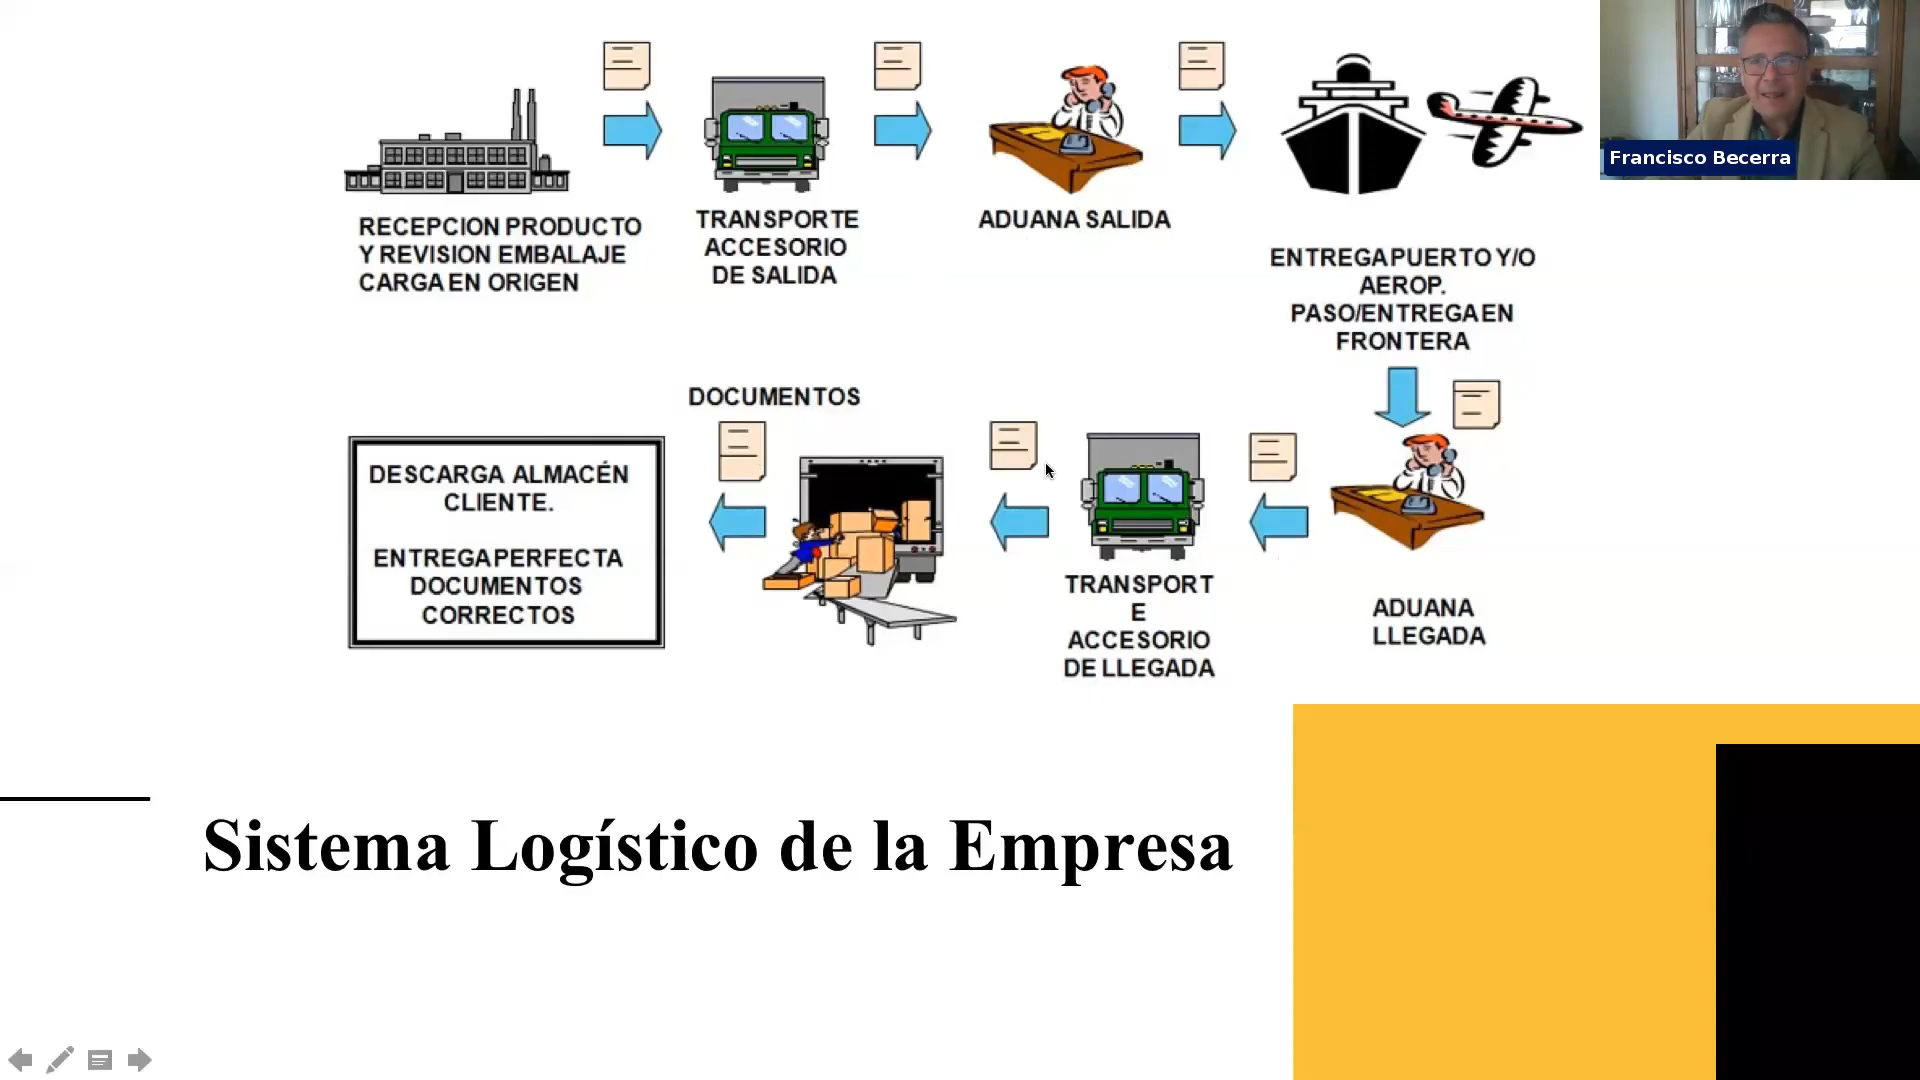 Francisco Becerra
RECEPCION PRODUCTO
Y REVISION EMBALAJE
CARGA EN ORIGEN
TRANSPORTE
ACCESORIO
DE SALIDA
ADUANA SALIDA
ENTREGA PUERTO Y/O
AEROP.
PASO/ENTREGA EN
FRONTERA
ADUANA
LLEGADA
TRANSPORT
E
ACCESORIO
DE LLEGADA
DOCUMENTOS
DESCARGA ALMACÉN
CLIENTE.
ENTREGA PERFECTA
DOCUMENTOS
CORRECTOS
Sistema Logístico de la Empresa